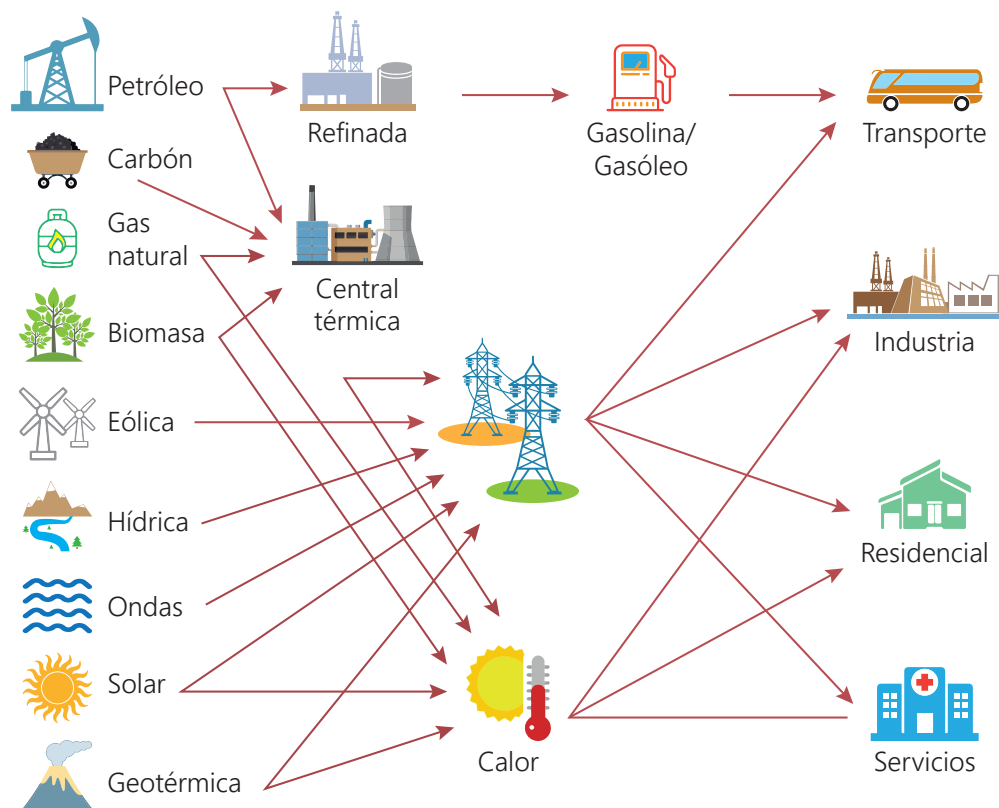 Petróleo
Refinada
Gasolina/
Gasóleo
Transporte
Carbón
Gas
natural
Central
térmica
Industria
Biomasa
Eólica
Hídrica
Residencial
Ondas
Solar
Calor
Servicios
Geotérmica